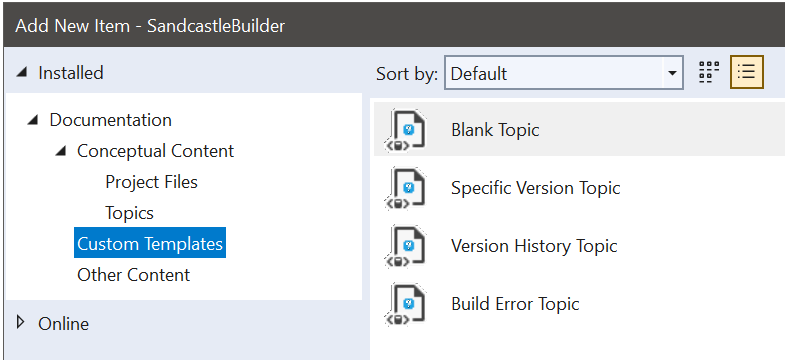 Add New Item - SandcastleBuilder
Installed
Sort by: Default
Documentation
Conceptual Content
Project Files
Topics
Custom Templates
Other Content
Online
Blank Topic
Specific Version Topic
Version History Topic
Build Error Topic